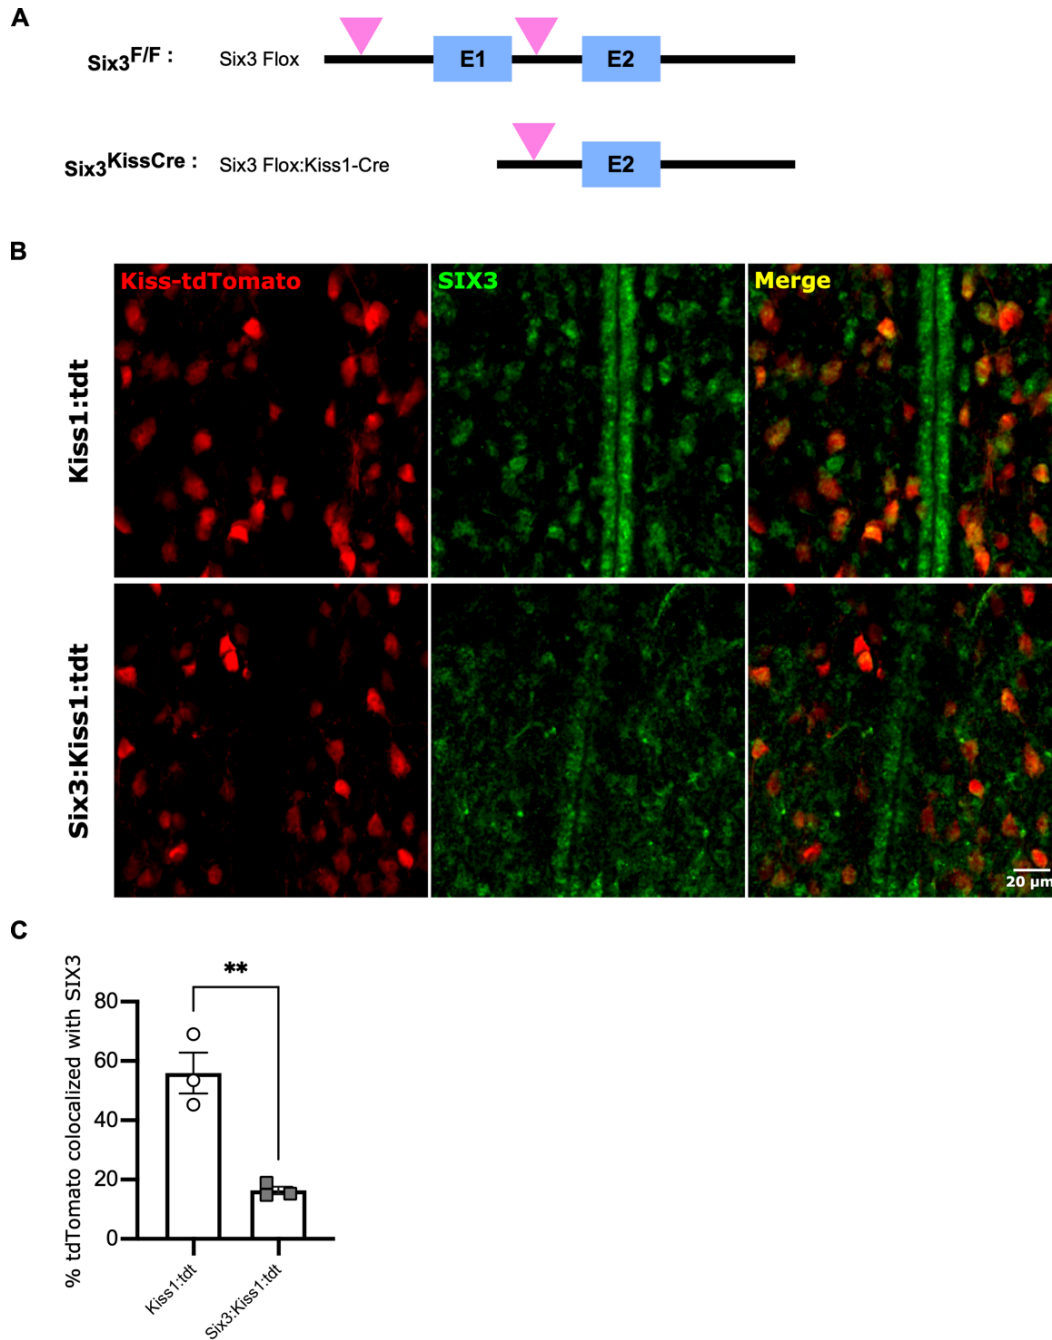 A
Six3F/F : Six3 Flox E1 E2
Six3KissCre : Six3 Flox:Kiss1-Cre E2
B
Kiss-tdTomato SIX3 Merge
Kiss1:tdt
Six3:Kiss1:tdt
20 µm
C
% tdTomato colocalized with SIX3
**
80
60
40
20
0
Kiss1:tdt
Six3:Kiss1:tdt